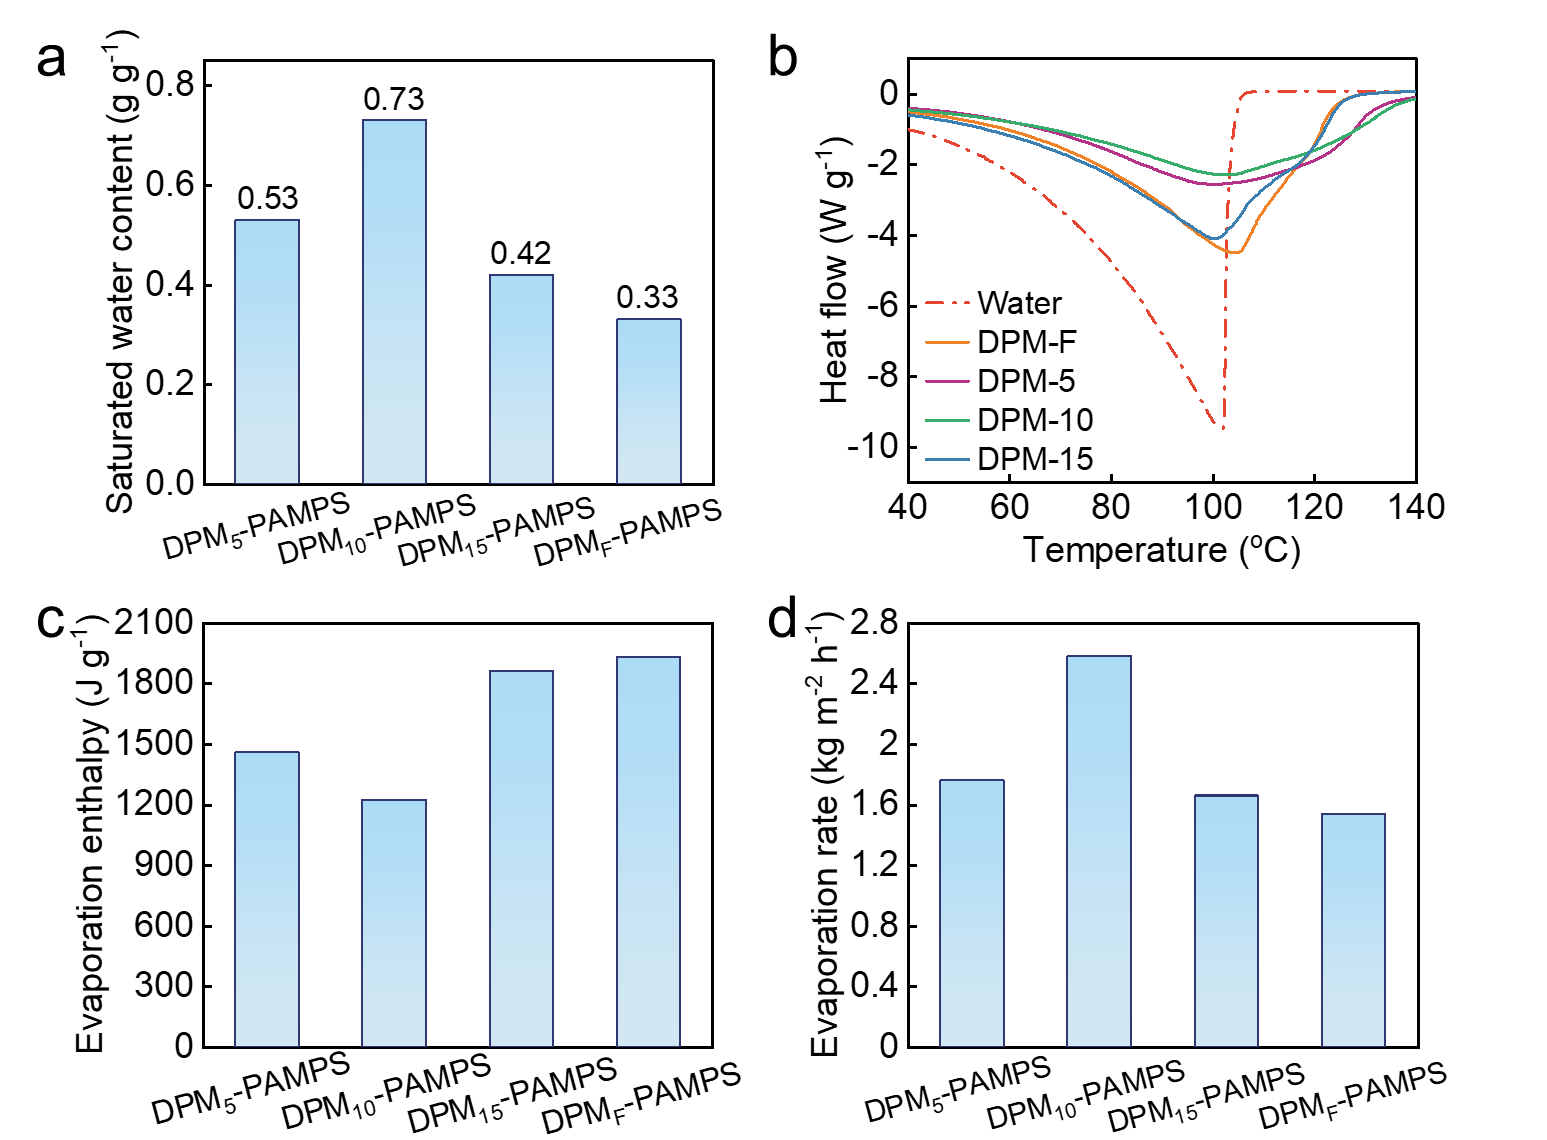 a
Saturated water content (g g⁻¹)
0.8
0.6
0.4
0.2
0.0
0.53
0.73
0.42
0.33
DPM₅-PAMPS
DPM₁₀-PAMPS
DPM₁₅-PAMPS
DPM_F-PAMPS
b
Heat flow (W g⁻¹)
0
-2
-4
-6
-8
-10
Water
DPM-F
DPM-5
DPM-10
DPM-15
40 60 80 100 120 140
Temperature (ºC)
c
Evaporation enthalpy (J g⁻¹)
2100
1800
1500
1200
900
600
300
0
DPM₅-PAMPS
DPM₁₀-PAMPS
DPM₁₅-PAMPS
DPM_F-PAMPS
d
Evaporation rate (kg m⁻² h⁻¹)
2.8
2.4
2
1.6
1.2
0.8
0.4
0
DPM₅-PAMPS
DPM₁₀-PAMPS
DPM₁₅-PAMPS
DPM_F-PAMPS